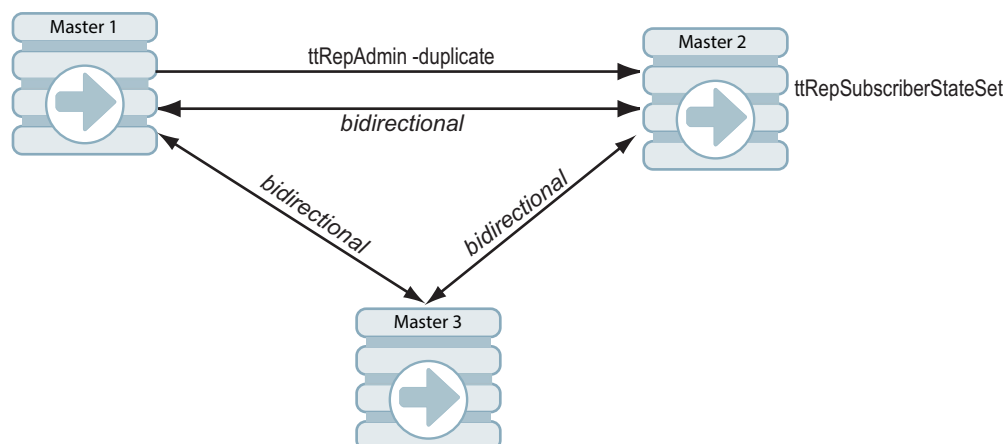 Master 1
ttRepAdmin -duplicate
Master 2
ttRepSubscriberStateSet
bidirectional
bidirectional
bidirectional
Master 3